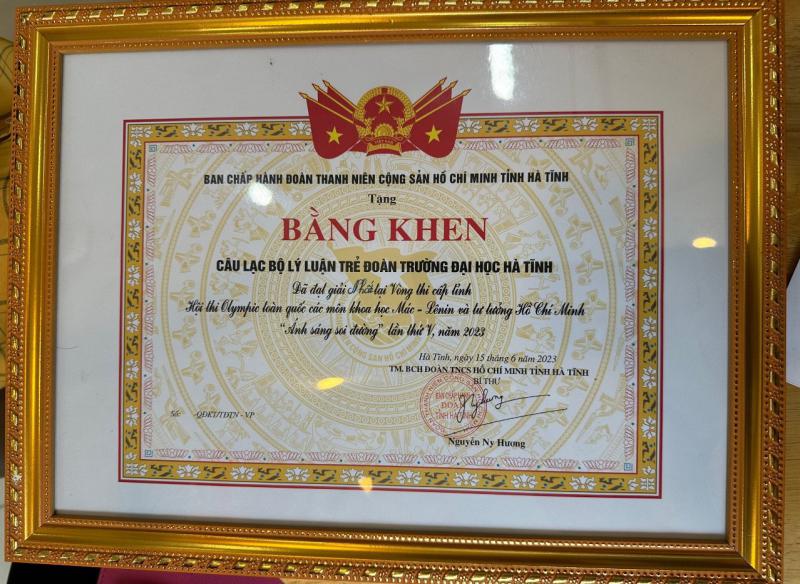 BAN CHẤP HÀNH ĐOÀN THANH NIÊN CỘNG SẢN HỒ CHÍ MINH TỈNH HÀ TĨNH
Tặng
BẰNG KHEN
CÂU LẠC BỘ LÝ LUẬN TRẺ ĐOÀN TRƯỜNG ĐẠI HỌC HÀ TĨNH
Đã đạt giải tại Vòng thi cấp tỉnh
Hội thi Olympic toàn quốc các môn khoa học Mác - Lênin và tư tưởng Hồ Chí Minh
"Ánh sáng soi đường" lần thứ V, năm 2023
Hà Tĩnh, ngày 15 tháng 6 năm 2023
TM. BCH ĐOÀN TNCS HỒ CHÍ MINH TỈNH HÀ TĨNH
BÍ THƯ
Số: -QĐKT/TĐTN - VP
Nguyễn Ny Hương